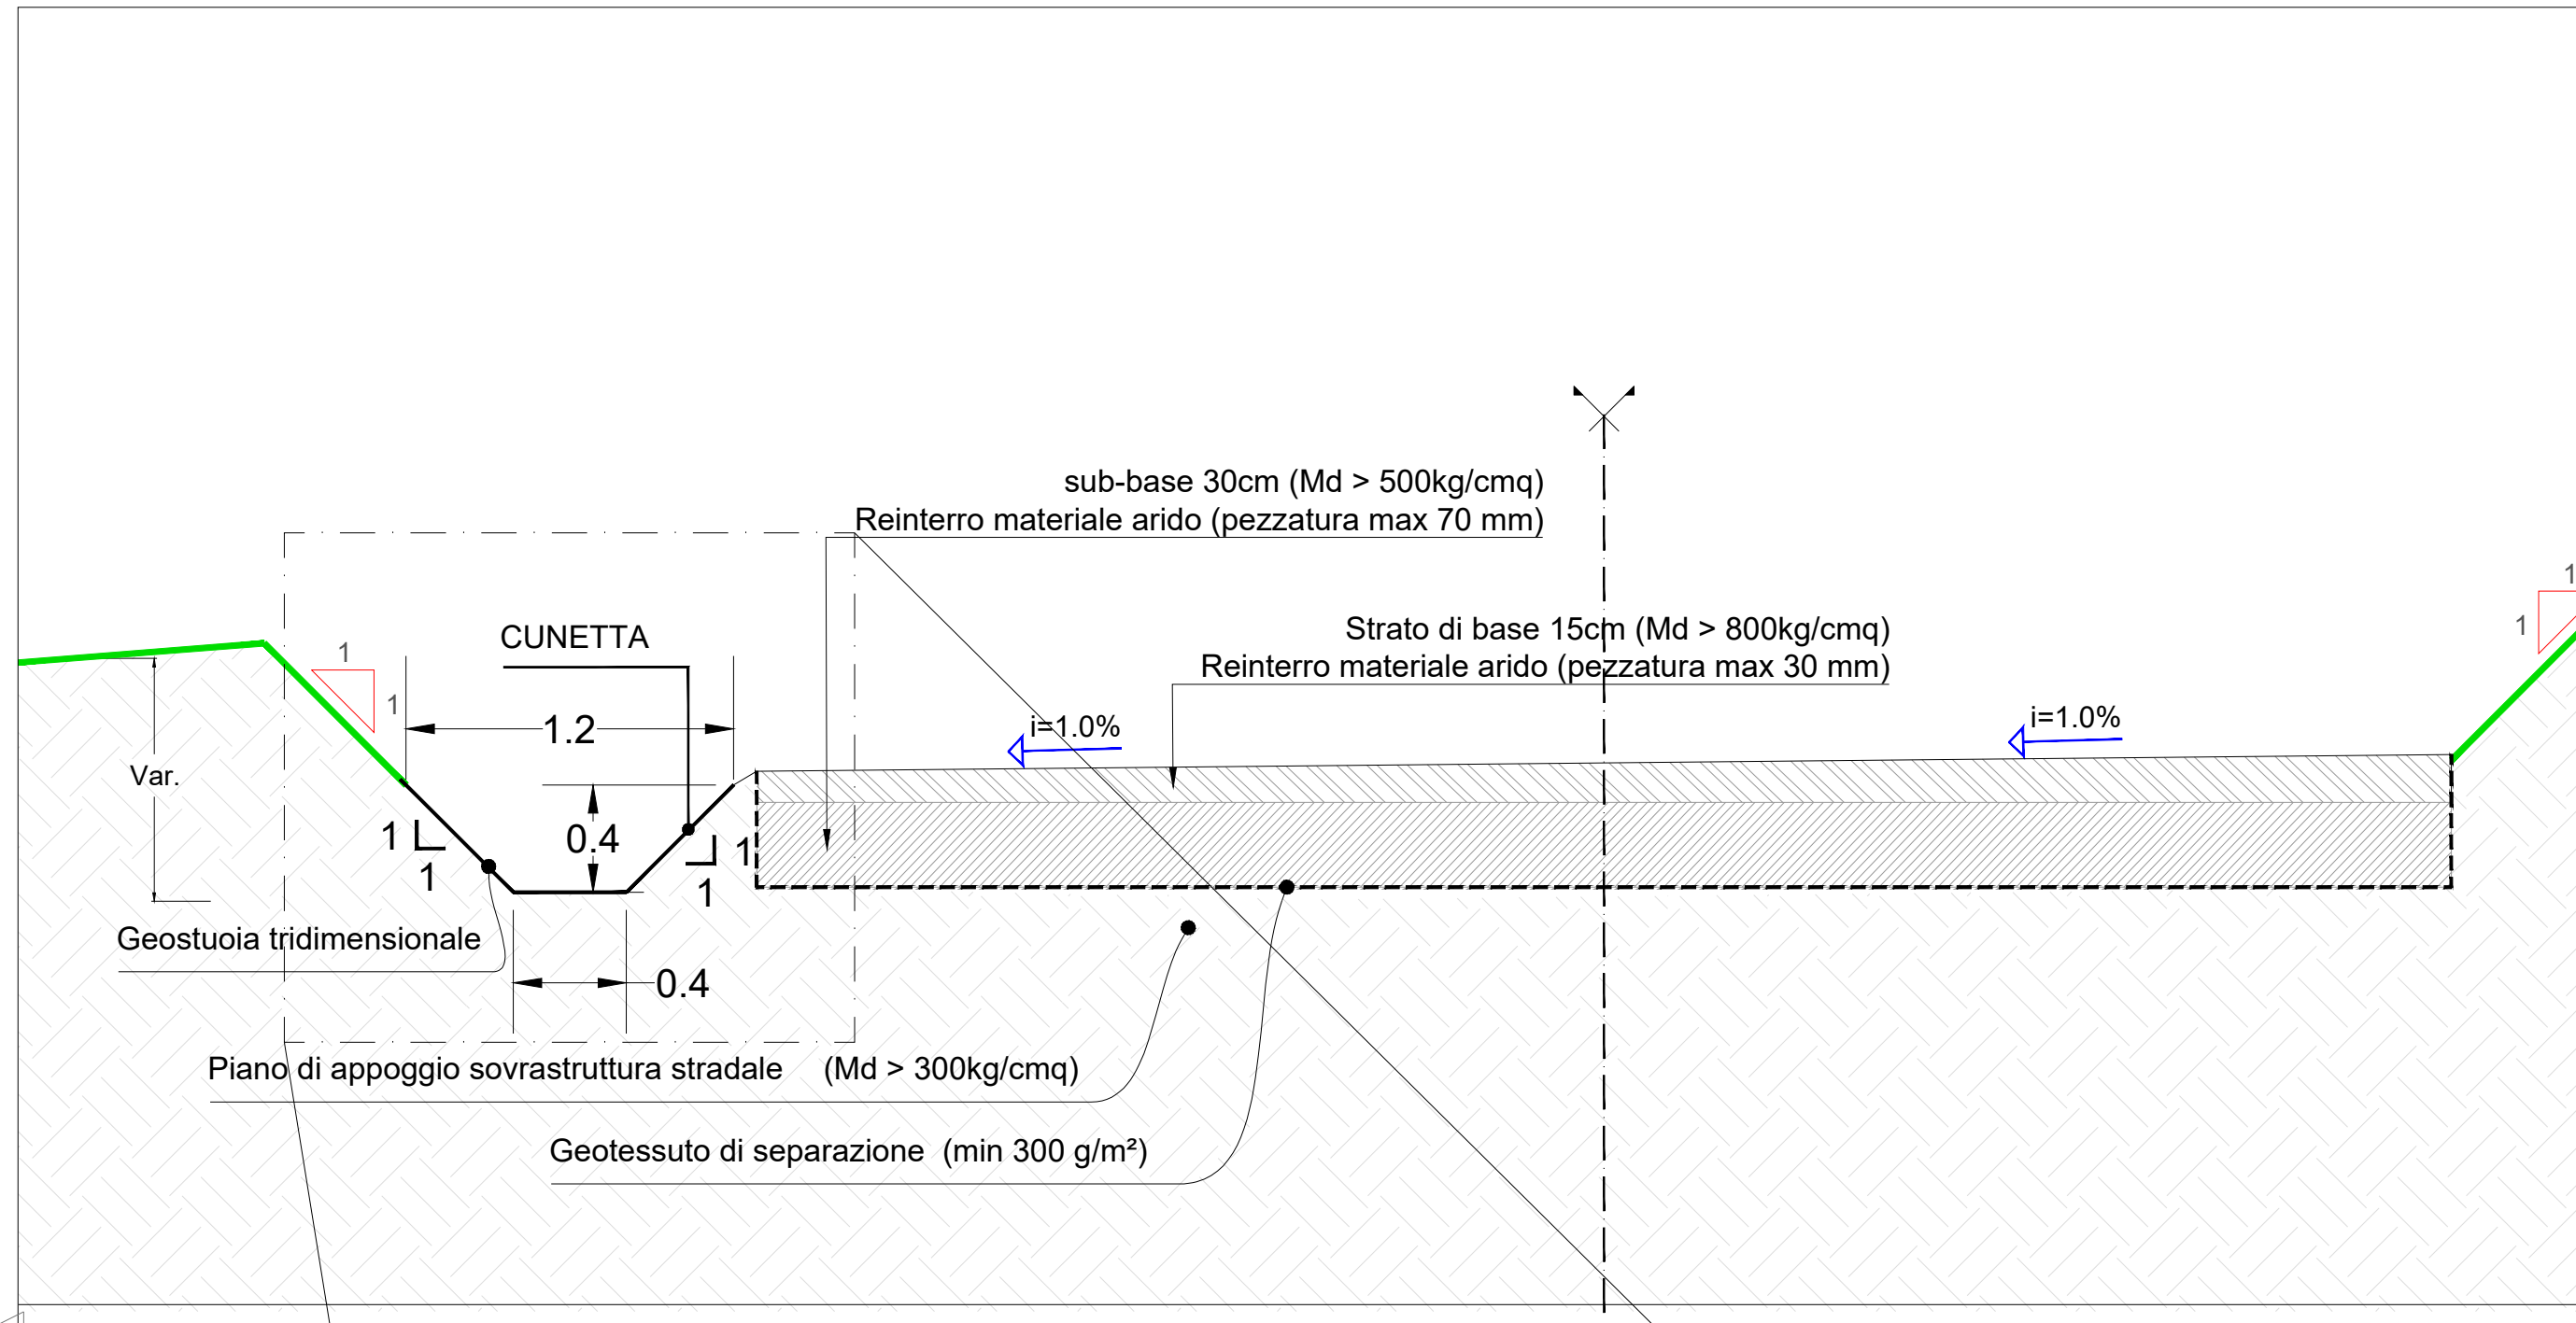 sub-base 30cm (Md > 500kg/cmq)
Reinterro materiale arido (pezzatura max 70 mm)
1
1
Strato di base 15cm (Md > 800kg/cmq)
Reinterro materiale arido (pezzatura max 30 mm)
CUNETTA
1
1
1.2
i=1.0%
i=1.0%
Var.
0.4
1
1
1
1
Geostuoia tridimensionale
0.4
Piano di appoggio sovrastruttura stradale (Md > 300kg/cmq)
Geotessuto di separazione (min 300 g/m²)
1